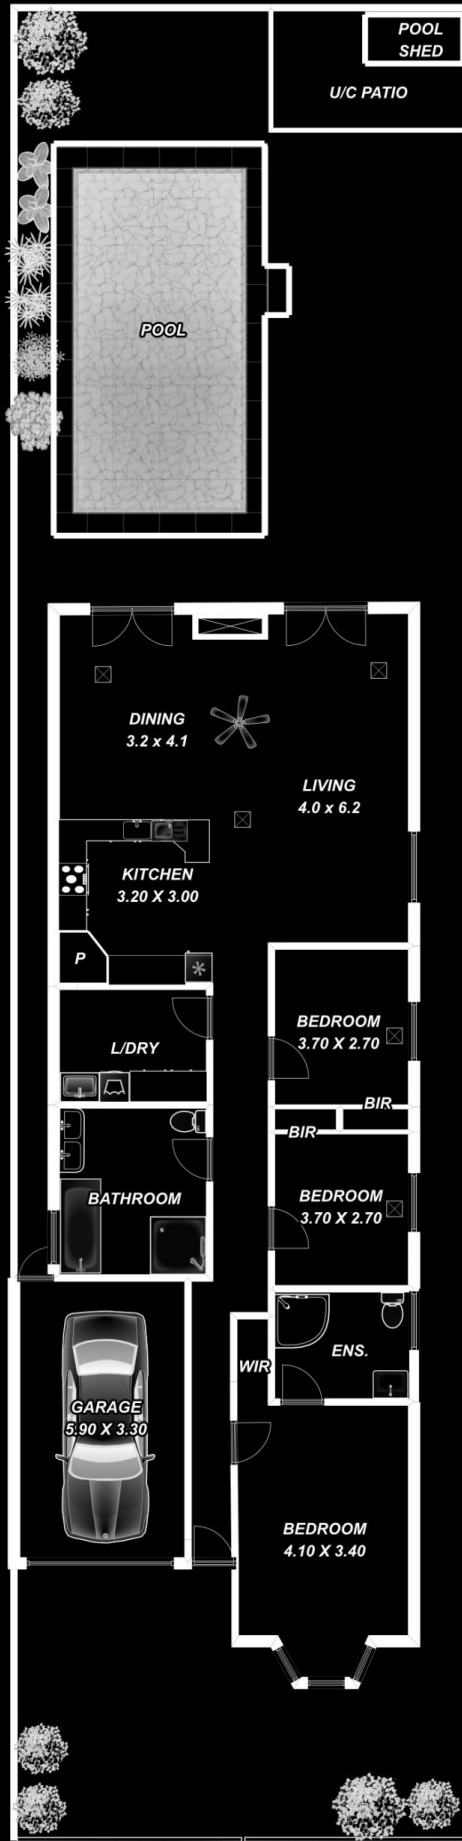 POOL
SHED
U/C PATIO
POOL
DINING
3.2 x 4.1
LIVING
4.0 x 6.2
KITCHEN
3.20 X 3.00
P
BEDROOM
3.70 X 2.70
L/DRY
BIR
BIR
BATHROOM
BEDROOM
3.70 X 2.70
ENS.
WIR
GARAGE
5.90 X 3.30
BEDROOM
4.10 X 3.40